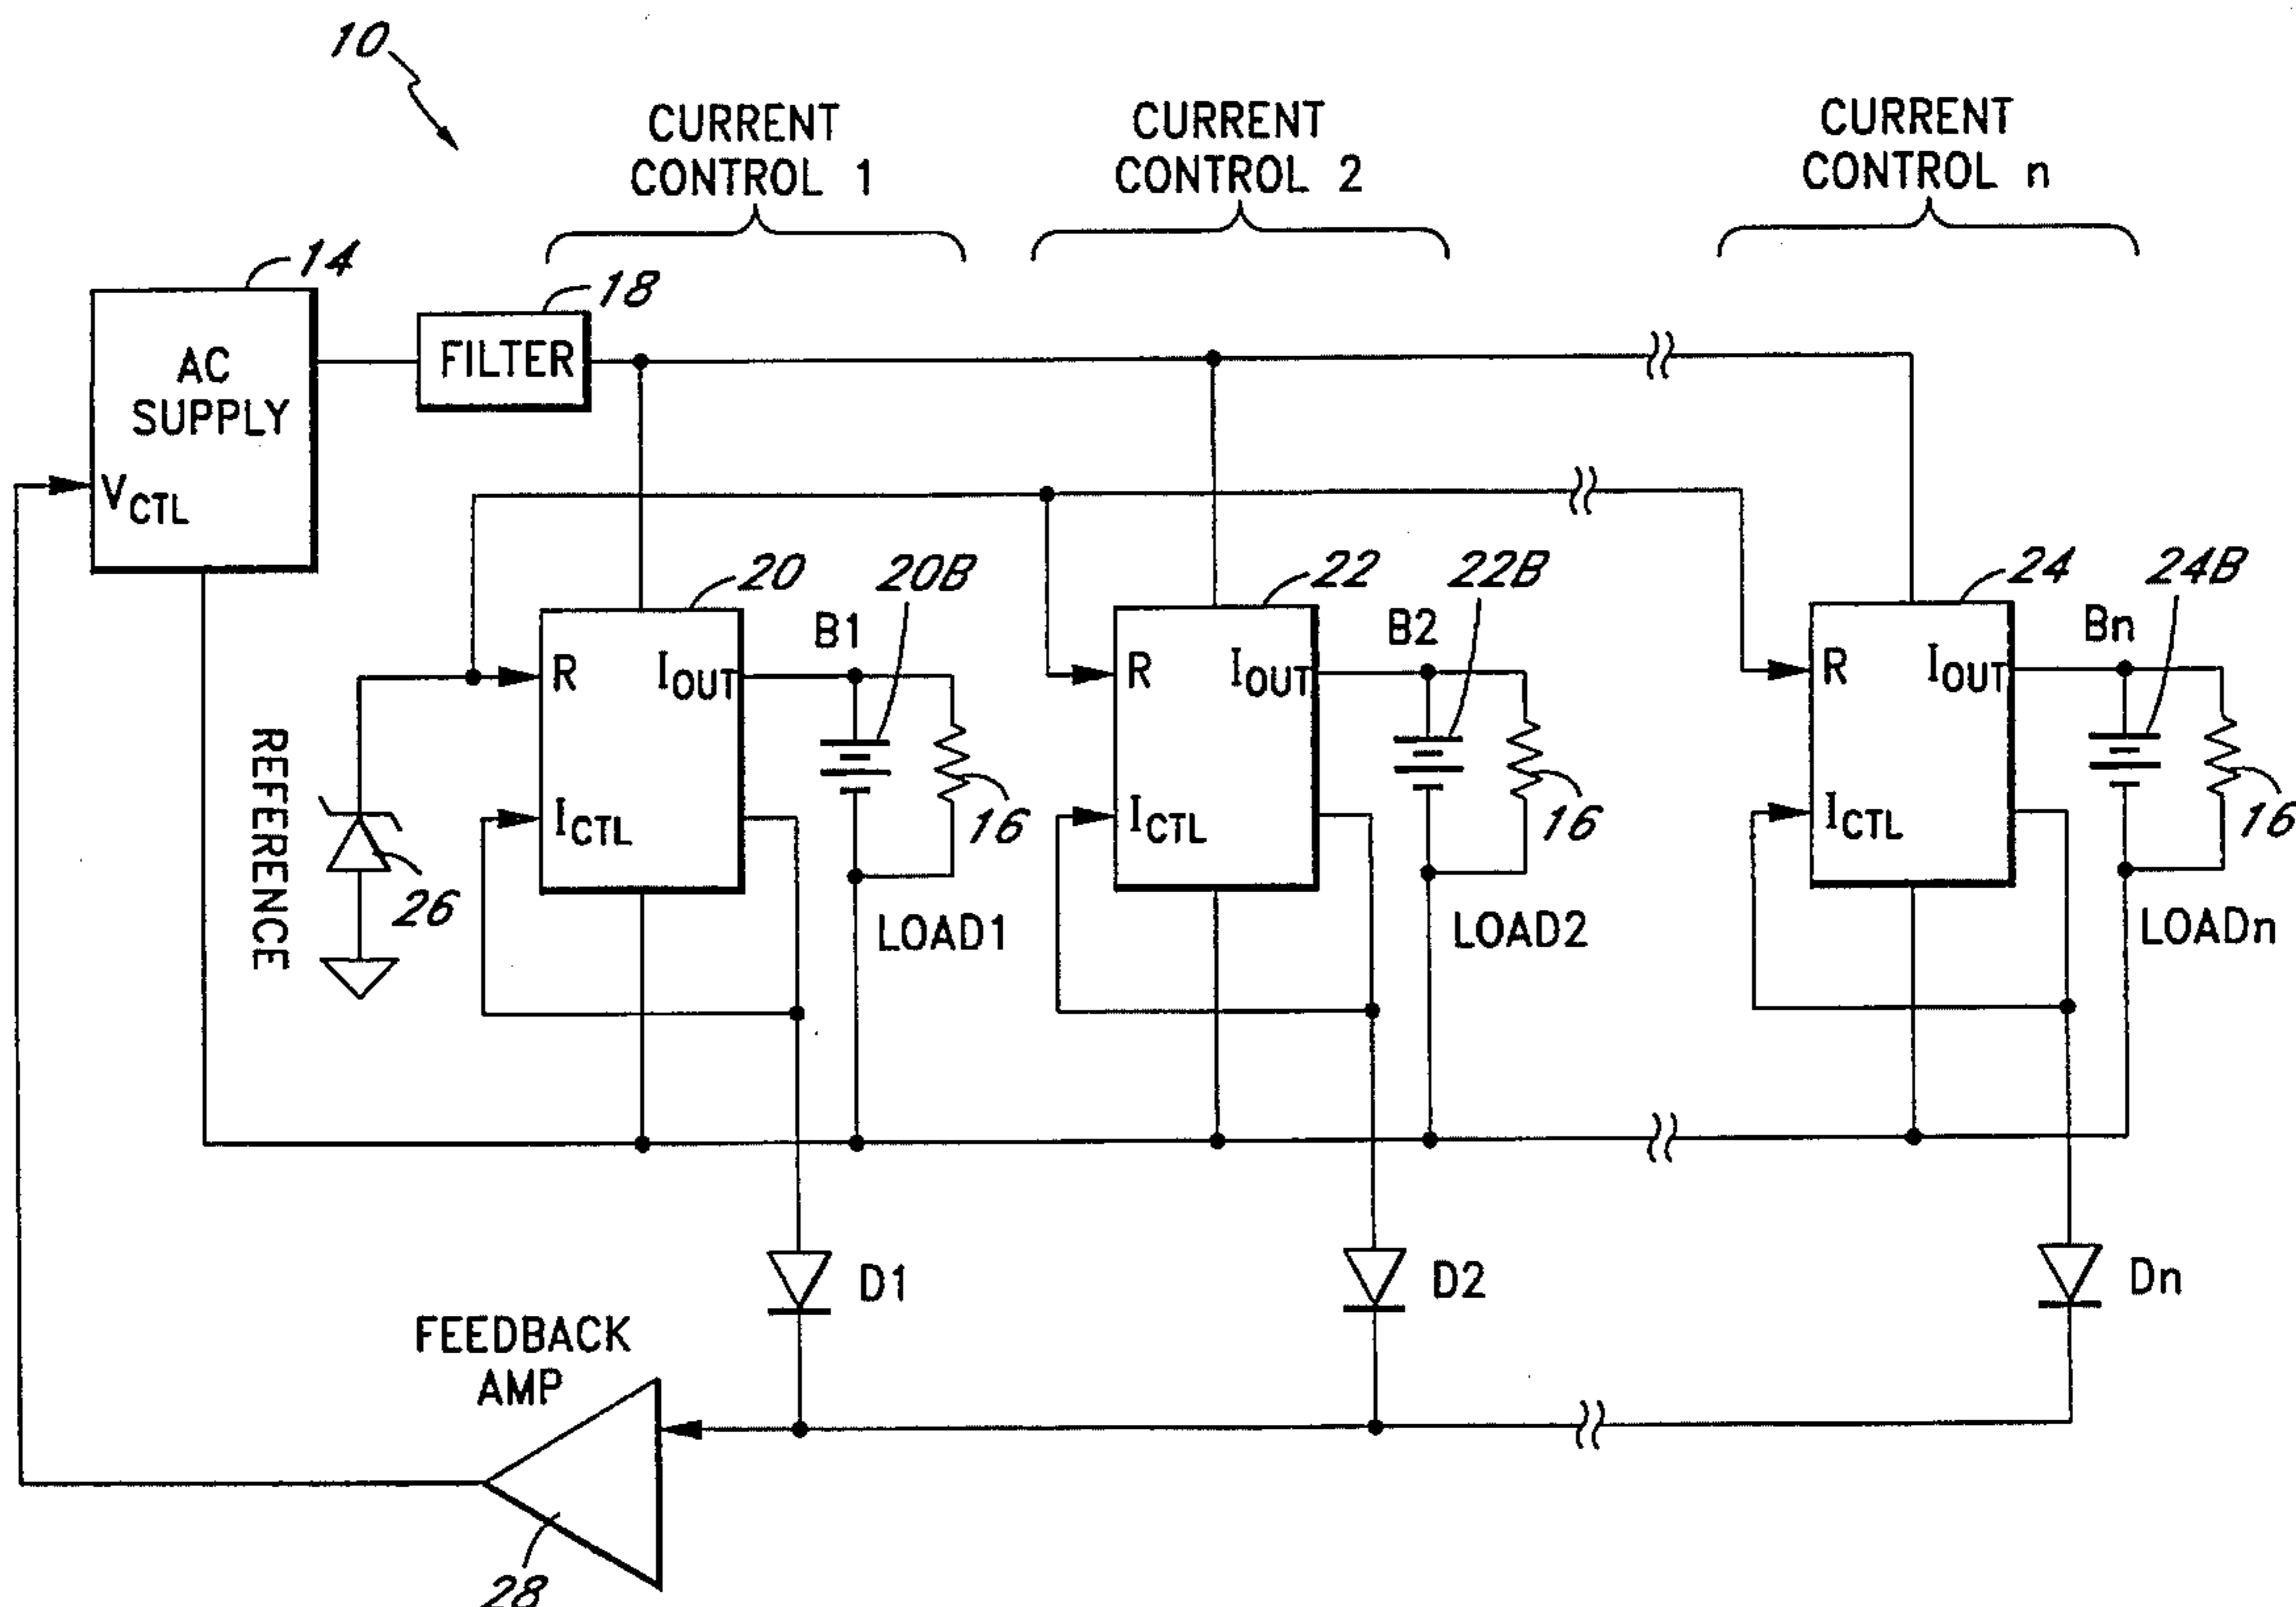 10
CURRENT
CONTROL 1
CURRENT
CONTROL 2
CURRENT
CONTROL n
14
18
AC
SUPPLY
VCTL
FILTER
20
20B
22
22B
24
24B
B1
B2
Bn
R
IOUT
ICTL
R
IOUT
ICTL
R
IOUT
ICTL
REFERENCE
26
16
16
16
LOAD1
LOAD2
LOADn
D1
D2
Dn
FEEDBACK
AMP
28